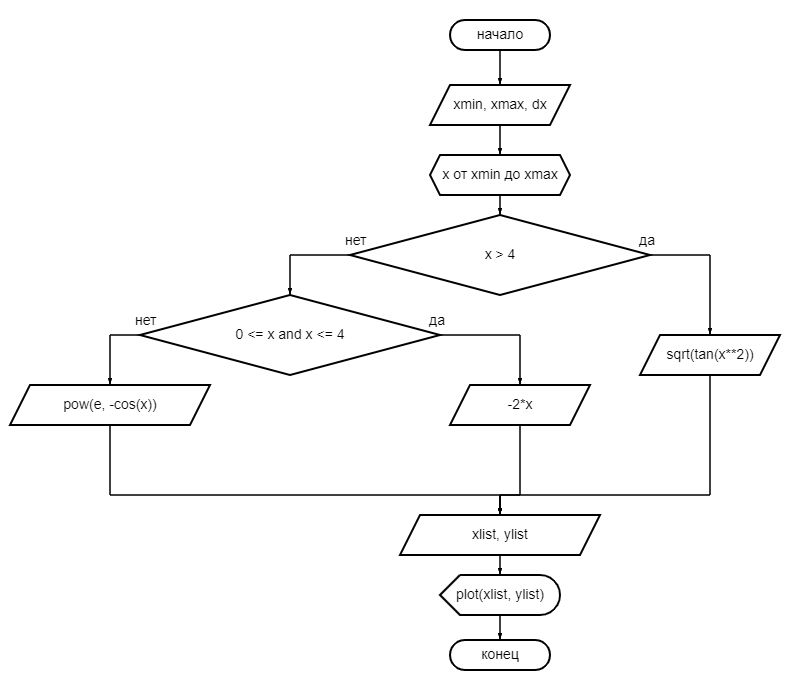 начало
xmin, xmax, dx
x от xmin до xmax
нет
да
x > 4
нет
да
0 <= x and x <= 4
sqrt(tan(x**2))
pow(e, -cos(x))
-2*x
xlist, ylist
plot(xlist, ylist)
конец